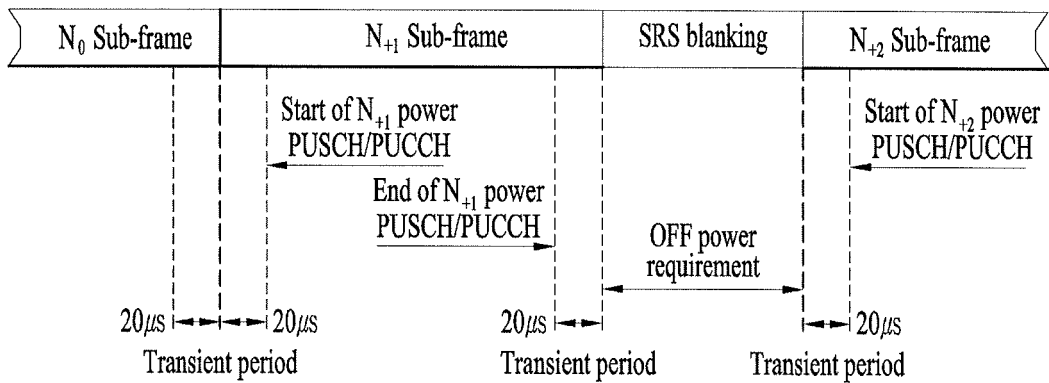 N₀ Sub-frame
N₊₁ Sub-frame
SRS blanking
N₊₂ Sub-frame
Start of N₊₁ power
PUSCH/PUCCH
Start of N₊₂ power
PUSCH/PUCCH
End of N₊₁ power
PUSCH/PUCCH
OFF power
requirement
20μs
20μs
20μs
20μs
Transient period
Transient period
Transient period